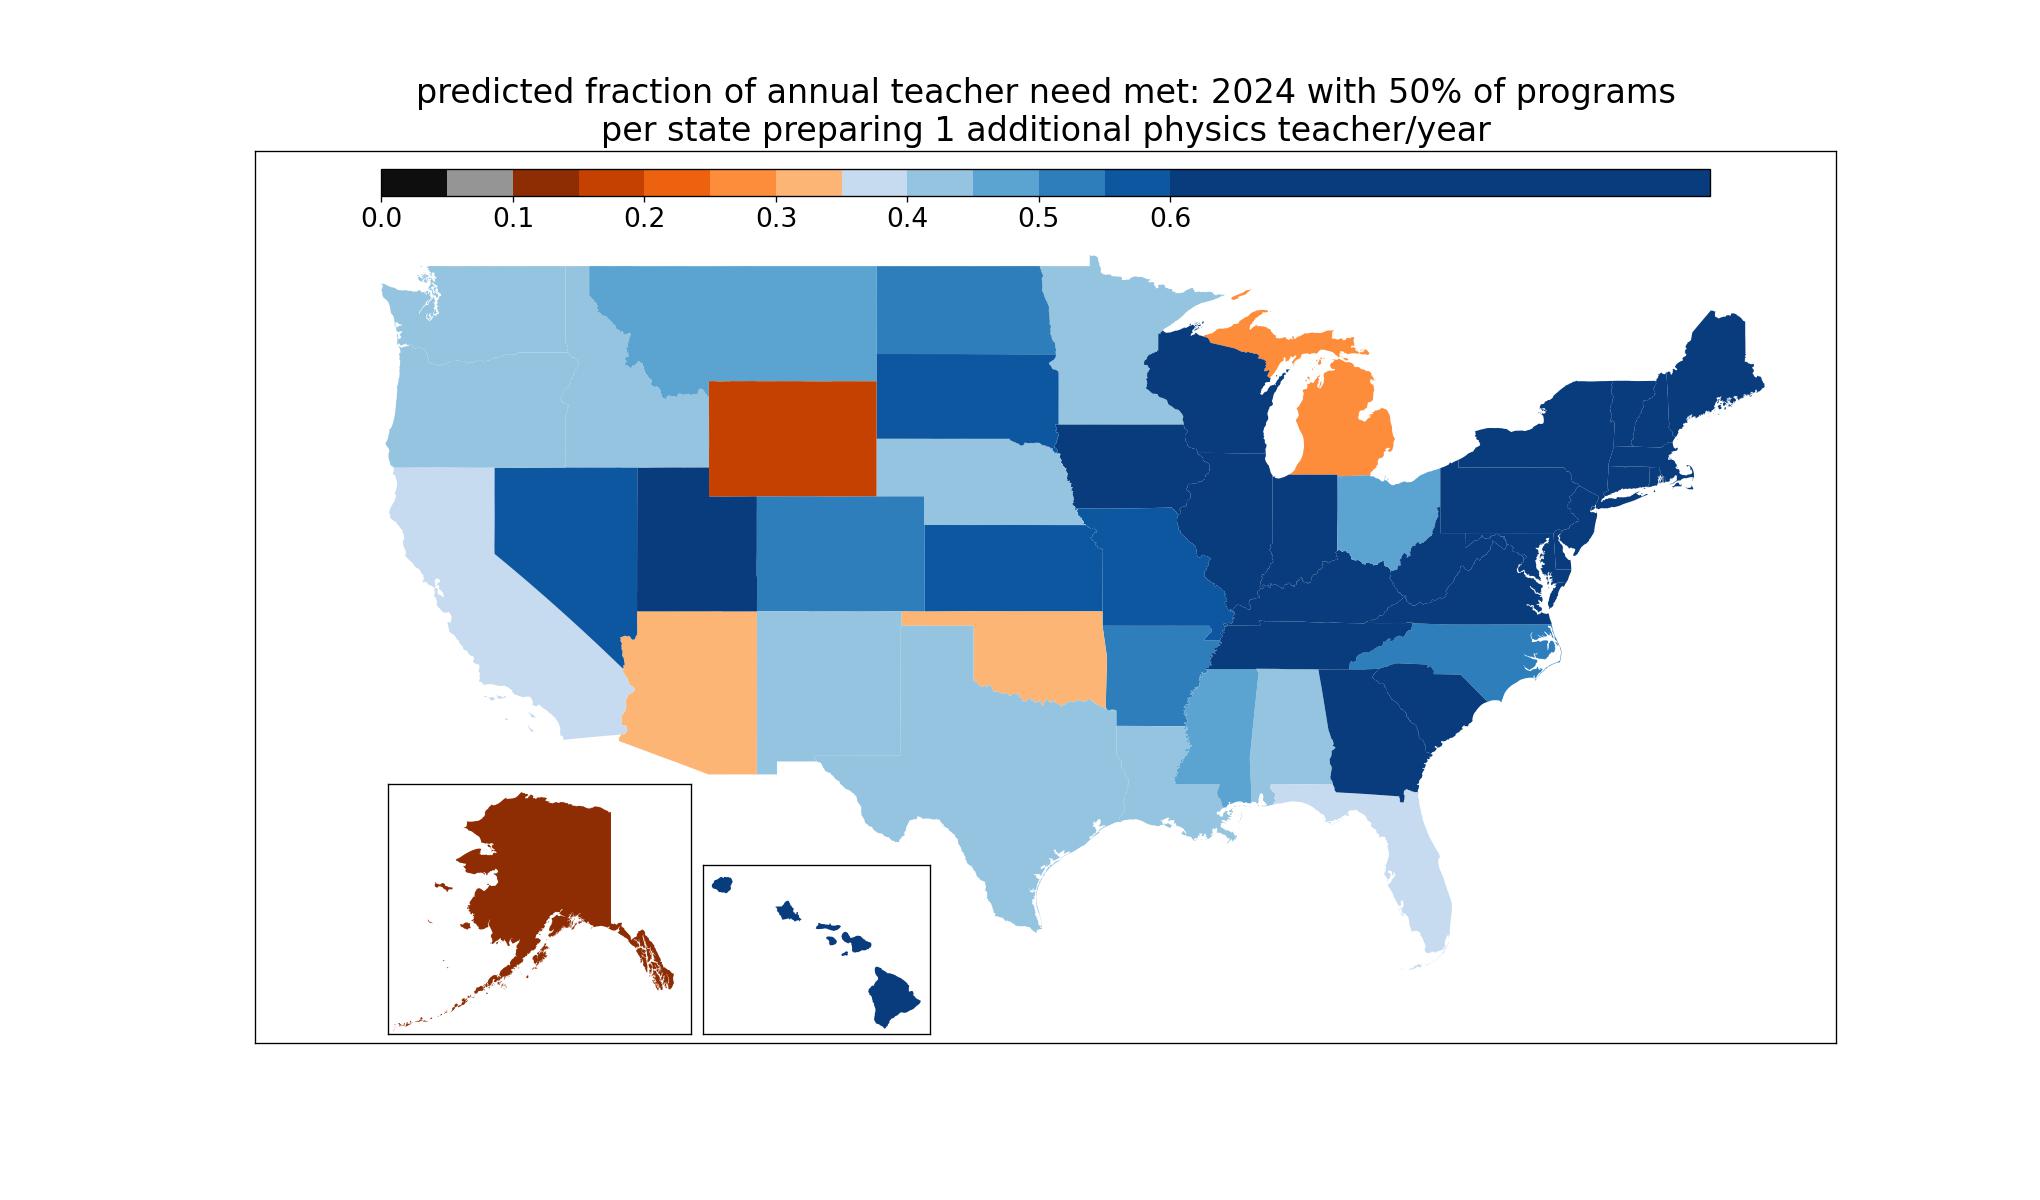 predicted fraction of annual teacher need met: 2024 with 50% of programs
per state preparing 1 additional physics teacher/year
0.0 0.1 0.2 0.3 0.4 0.5 0.6